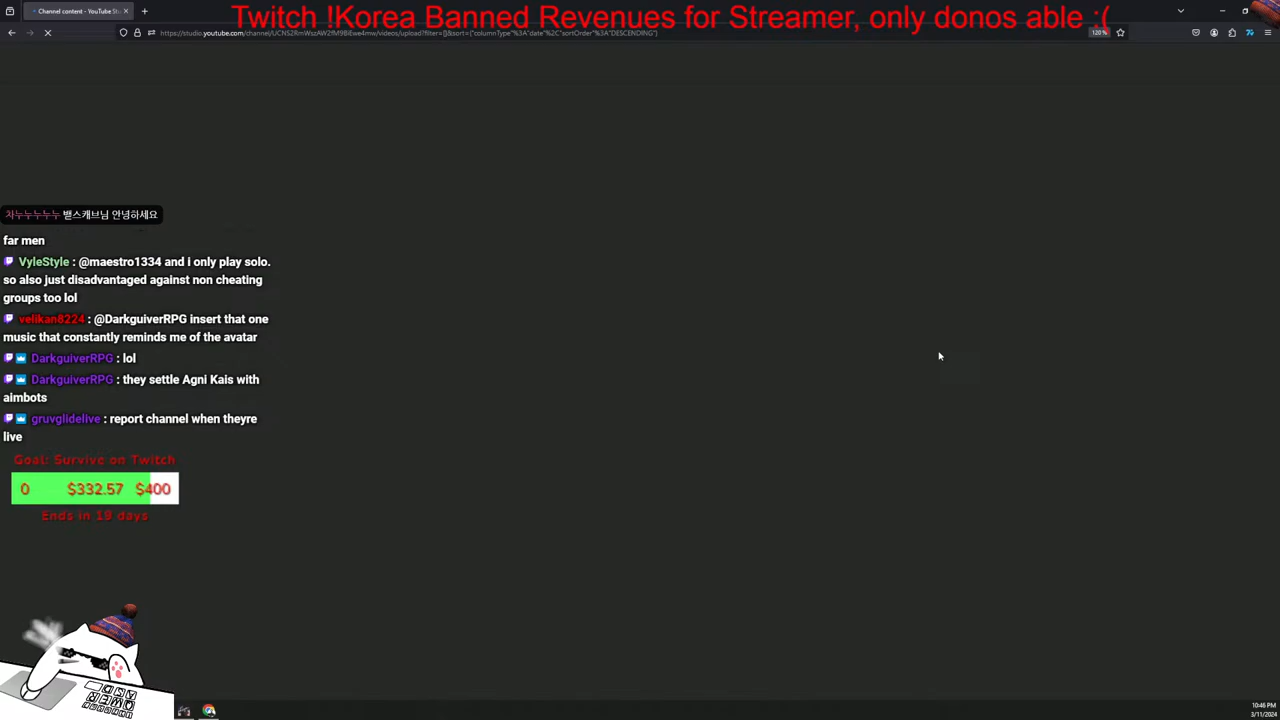 Twitch !Korea Banned Revenues for Streamer, only donos able :(
Channel content - YouTube St
120%
차누누누누누 밸스캐브님 안녕하세요
far men
VyleStyle : @maestro1334 and i only play solo.
so also just disadvantaged against non cheating
groups too lol
velikan8224 : @DarkguiverRPG insert that one
music that constantly reminds me of the avatar
DarkguiverRPG : lol
DarkguiverRPG : they settle Agni Kais with
aimbots
gruvglidelive : report channel when theyre
live
Goal: Survive on Twitch
0 $332.57 $400
Ends in 19 days
10:46 PM
3/11/2024